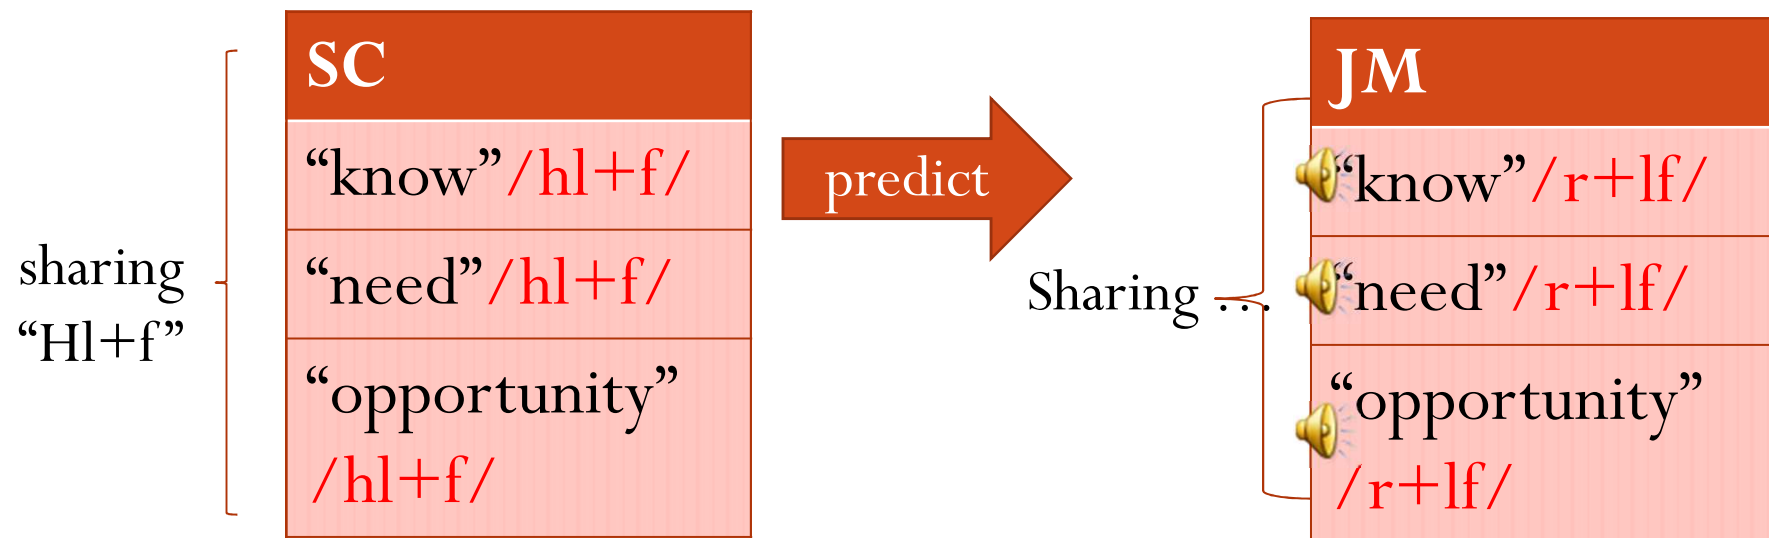 sharing
“Hl+f”
SC
“know”/hl+f/
“need”/hl+f/
“opportunity”
/hl+f/
predict
Sharing …
JM
“know”/r+lf/
“need”/r+lf/
“opportunity”
/r+lf/